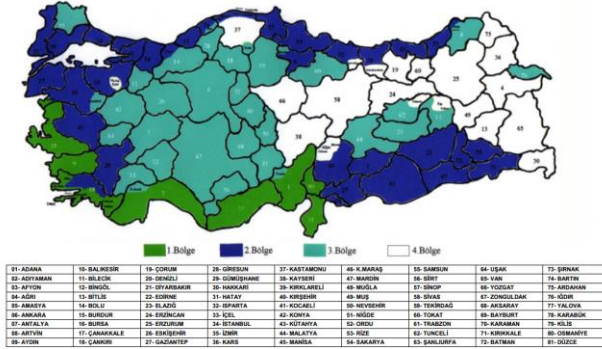 1.Bölge 2.Bölge 3.Bölge 4.Bölge
01- ADANA 10- BALIKESİR 19- ÇORUM 28- GİRESUN 37- KASTAMONU 46- K.MARAŞ 55- SAMSUN 64- UŞAK 73- ŞIRNAK
02- ADIYAMAN 11- BİLECİK 20- DENİZLİ 29- GÜMÜŞHANE 38- KAYSERİ 47- MARDİN 56- SİİRT 65- VAN 74- BARTIN
03- AFYON 12- BİNGÖL 21- DİYARBAKIR 30- HAKKARİ 39- KIRKLARELİ 48- MUĞLA 57- SİNOP 66- YOZGAT 75- ARDAHAN
04- AĞRI 13- BİTLİS 22- EDİRNE 31- HATAY 40- KIRŞEHİR 49- MUŞ 58- SİVAS 67- ZONGULDAK 76- IĞDIR
05- AMASYA 14- BOLU 23- ELAZIĞ 32- ISPARTA 41- KOCAELİ 50- NEVŞEHİR 59- TEKİRDAĞ 68- AKSARAY 77- YALOVA
06- ANKARA 15- BURDUR 24- ERZİNCAN 33- İÇEL 42- KONYA 51- NİĞDE 60- TOKAT 69- BAYBURT 78- KARABÜK
07- ANTALYA 16- BURSA 25- ERZURUM 34- İSTANBUL 43- KÜTAHYA 52- ORDU 61- TRABZON 70- KARAMAN 79- KİLİS
08- ARTVİN 17- ÇANAKKALE 26- ESKİŞEHİR 35- İZMİR 44- MALATYA 53- RİZE 62- TUNCELİ 71- KIRIKKALE 80- OSMANİYE
09- AYDIN 18- ÇANKIRI 27- GAZİANTEP 36- KARS 45- MANİSA 54- SAKARYA 63- ŞANLIURFA 72- BATMAN 81- DÜZCE